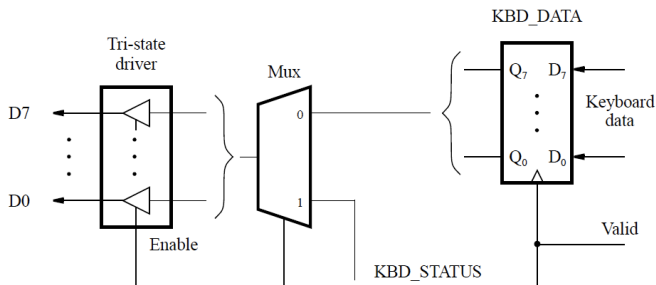 KBD_DATA
Tri-state
driver
Mux
Q7 D7
D7
0
Keyboard
data
Q0 D0
D0
1
Enable
Valid
KBD_STATUS